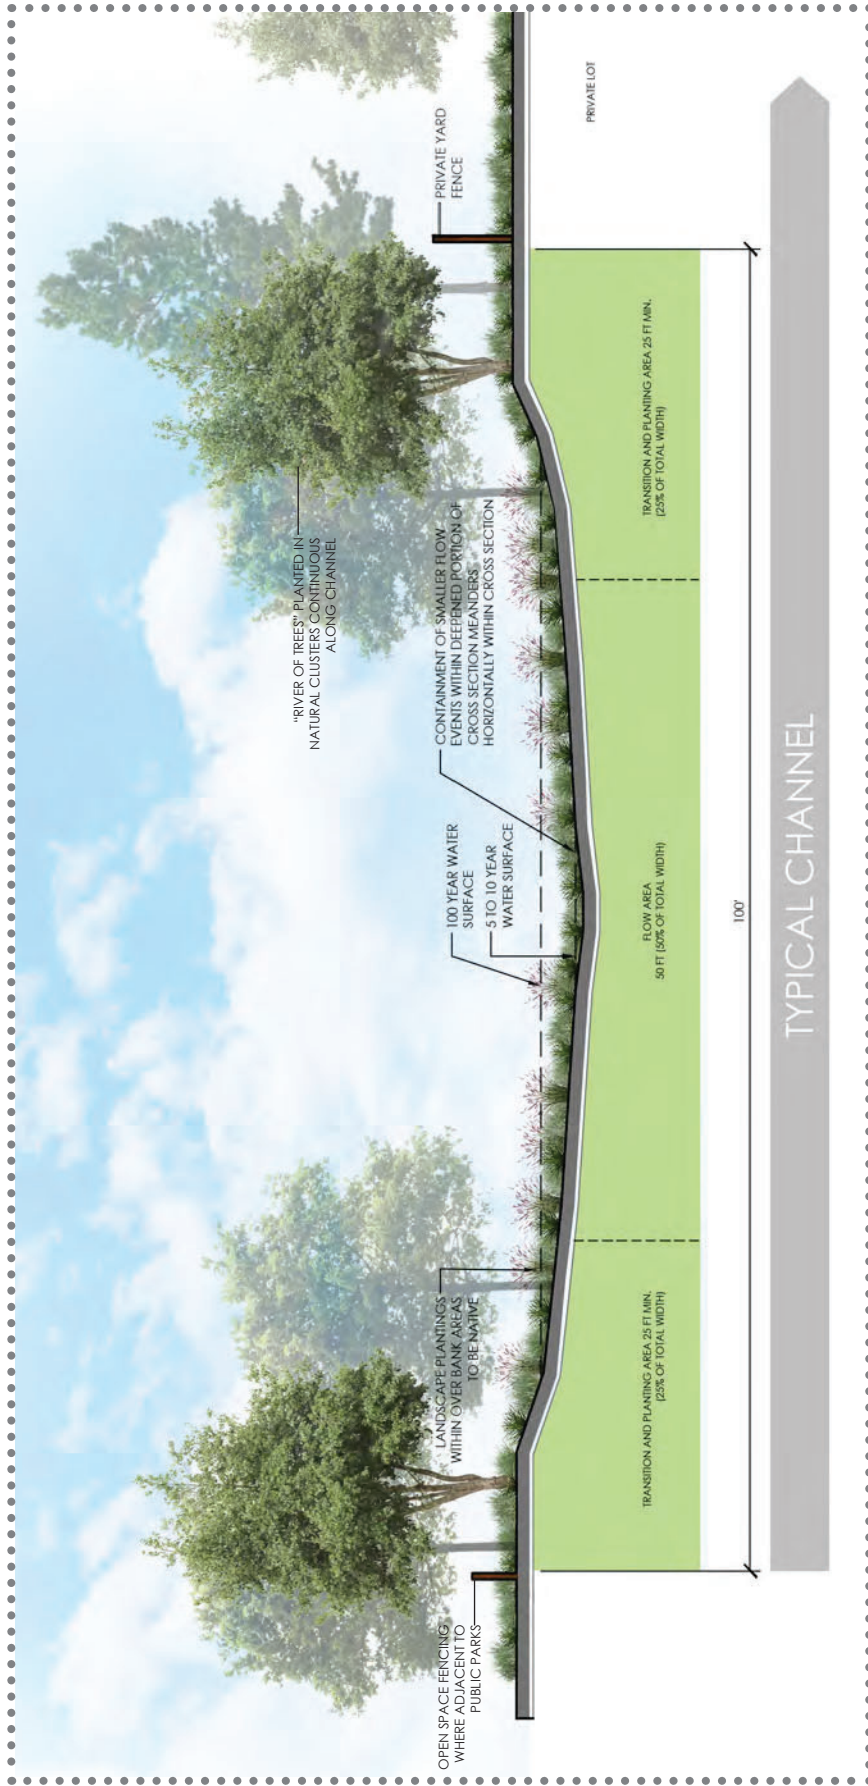 "RIVER OF TREES" PLANTED IN
NATURAL CLUSTERS CONTINUOUS
ALONG CHANNEL
OPEN SPACE FENCING
WHERE ADJACENT TO
PUBLIC PARKS
LANDSCAPE PLANTINGS
WITHIN OVER BANK AREAS
TO BE NATIVE
100 YEAR WATER
SURFACE
5 TO 10 YEAR
WATER SURFACE
CONTAINMENT OF SMALLER FLOW
EVENTS WITHIN DEEPENED PORTION OF
CROSS SECTION MEANDERS
HORIZONTALLY WITHIN CROSS SECTION
PRIVATE YARD
FENCE
PRIVATE LOT
TRANSITION AND PLANTING AREA 25 FT MIN.
(25% OF TOTAL WIDTH)
FLOW AREA
50 FT (50% OF TOTAL WIDTH)
TRANSITION AND PLANTING AREA 25 FT MIN.
(25% OF TOTAL WIDTH)
100'
TYPICAL CHANNEL